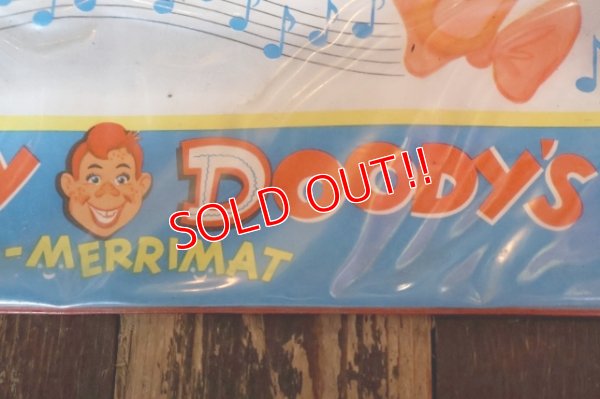 Y DOODY'S
-MERRIMAT
SOLD OUT!!